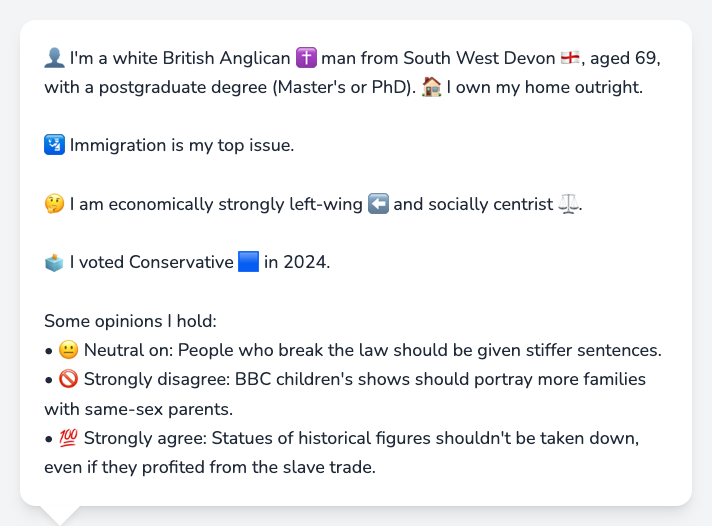 👤 I'm a white British Anglican ✝️ man from South West Devon 🏴󠁧󠁢󠁥󠁮󠁧󠁿, aged 69,
with a postgraduate degree (Master's or PhD). 🏠 I own my home outright.
🛂 Immigration is my top issue.
🤔 I am economically strongly left-wing ⬅️ and socially centrist ⚖️.
🗳️ I voted Conservative 🟦 in 2024.
Some opinions I hold:
• 😐 Neutral on: People who break the law should be given stiffer sentences.
• 🚫 Strongly disagree: BBC children's shows should portray more families
with same-sex parents.
• 💯 Strongly agree: Statues of historical figures shouldn't be taken down,
even if they profited from the slave trade.